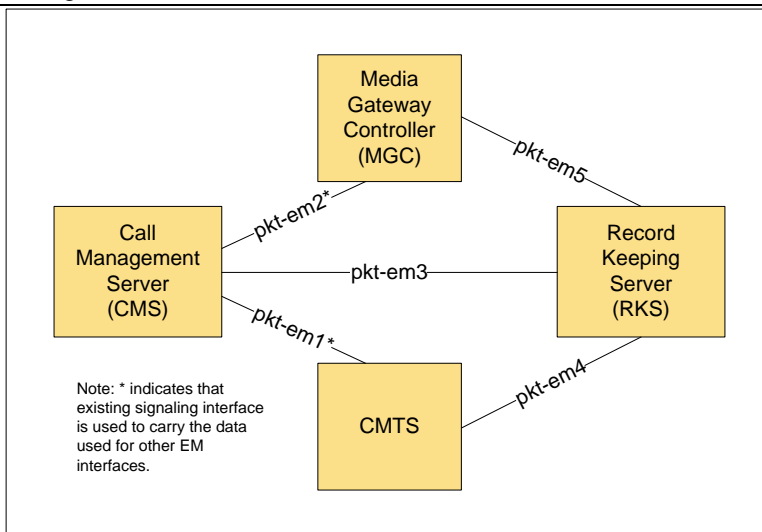 Media
Gateway
Controller
(MGC)
pkt-em5
pkt-em2*
Call
Management
Server
(CMS)
pkt-em3
Record
Keeping
Server
(RKS)
pkt-em1*
pkt-em4
CMTS
Note: * indicates that
existing signaling interface
is used to carry the data
used for other EM
interfaces.